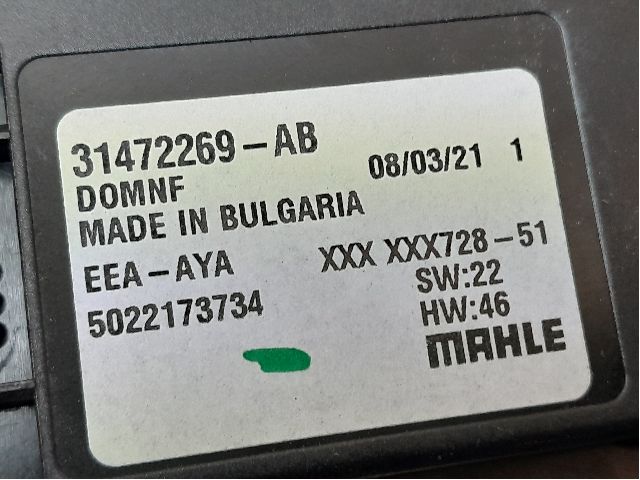 31472269-AB 08/03/21 1
DOMNF
MADE IN BULGARIA
EEA-AYA XXX XXX728-51
SW:22
5022173734 HW:46
MAHLE